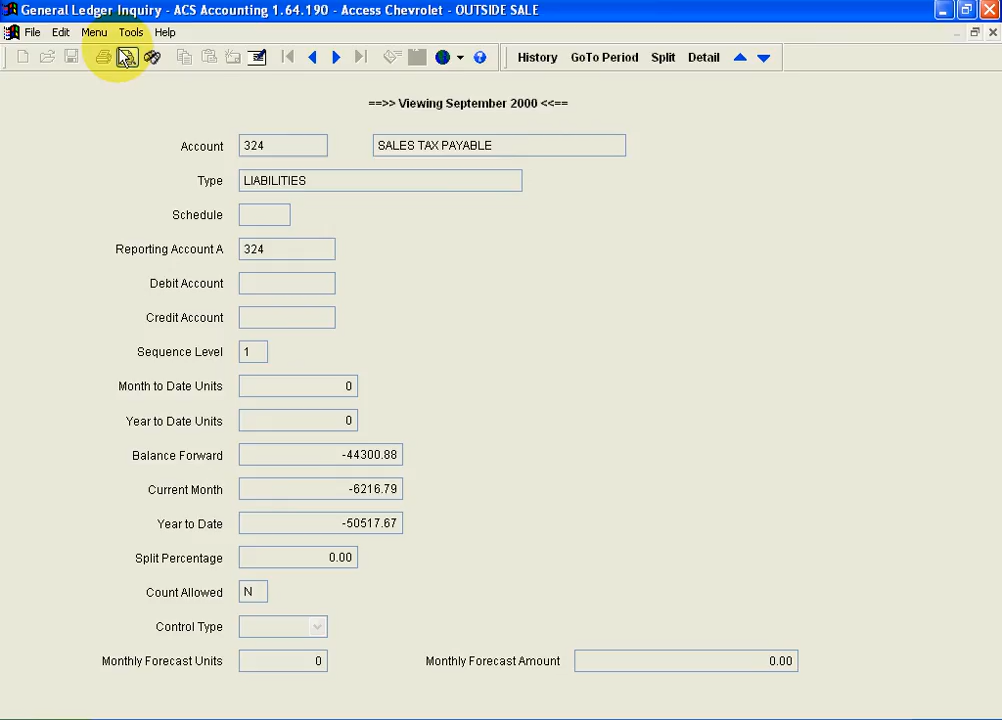 General Ledger Inquiry - ACS Accounting 1.64.190 - Access Chevrolet - OUTSIDE SALE
File Edit Menu Tools Help
History GoTo Period Split Detail
==>> Viewing September 2000 <<==
Account 324 SALES TAX PAYABLE
Type LIABILITIES
Schedule
Reporting Account A 324
Debit Account
Credit Account
Sequence Level 1
Month to Date Units 0
Year to Date Units 0
Balance Forward -44300.88
Current Month -6216.79
Year to Date -50517.67
Split Percentage 0.00
Count Allowed N
Control Type
Monthly Forecast Units 0 Monthly Forecast Amount 0.00